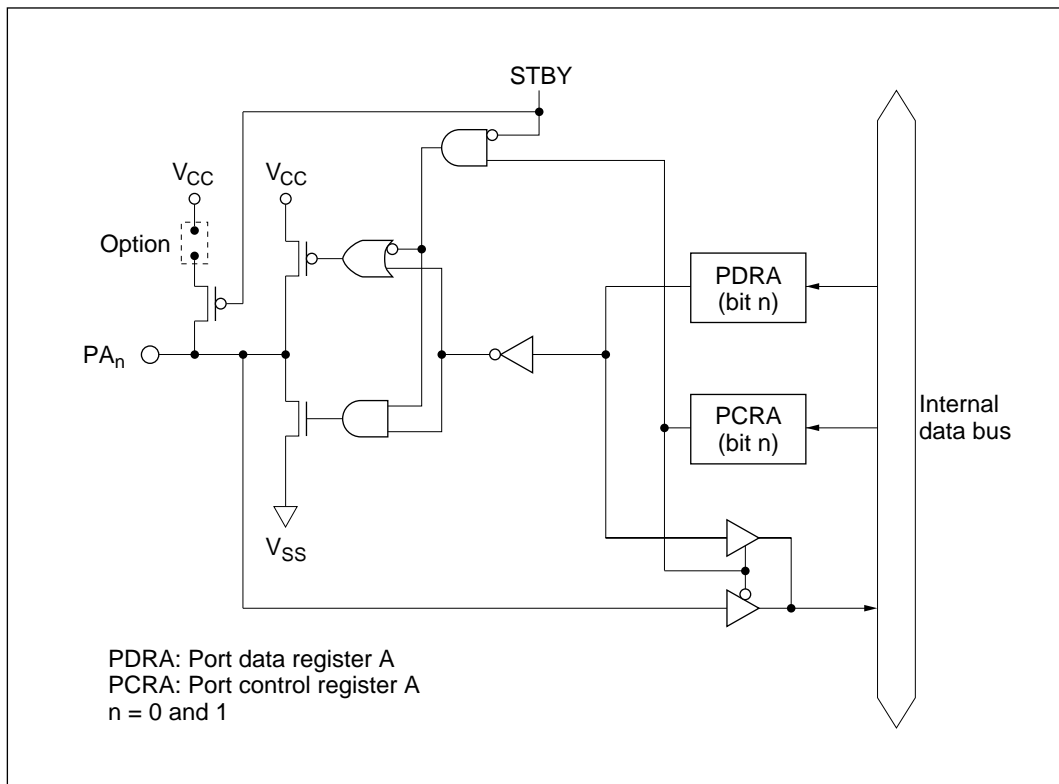 STBY
V_CC
V_CC
Option
PDRA
(bit n)
PA_n
PCRA
(bit n)
Internal
data bus
V_SS
PDRA: Port data register A
PCRA: Port control register A
n = 0 and 1